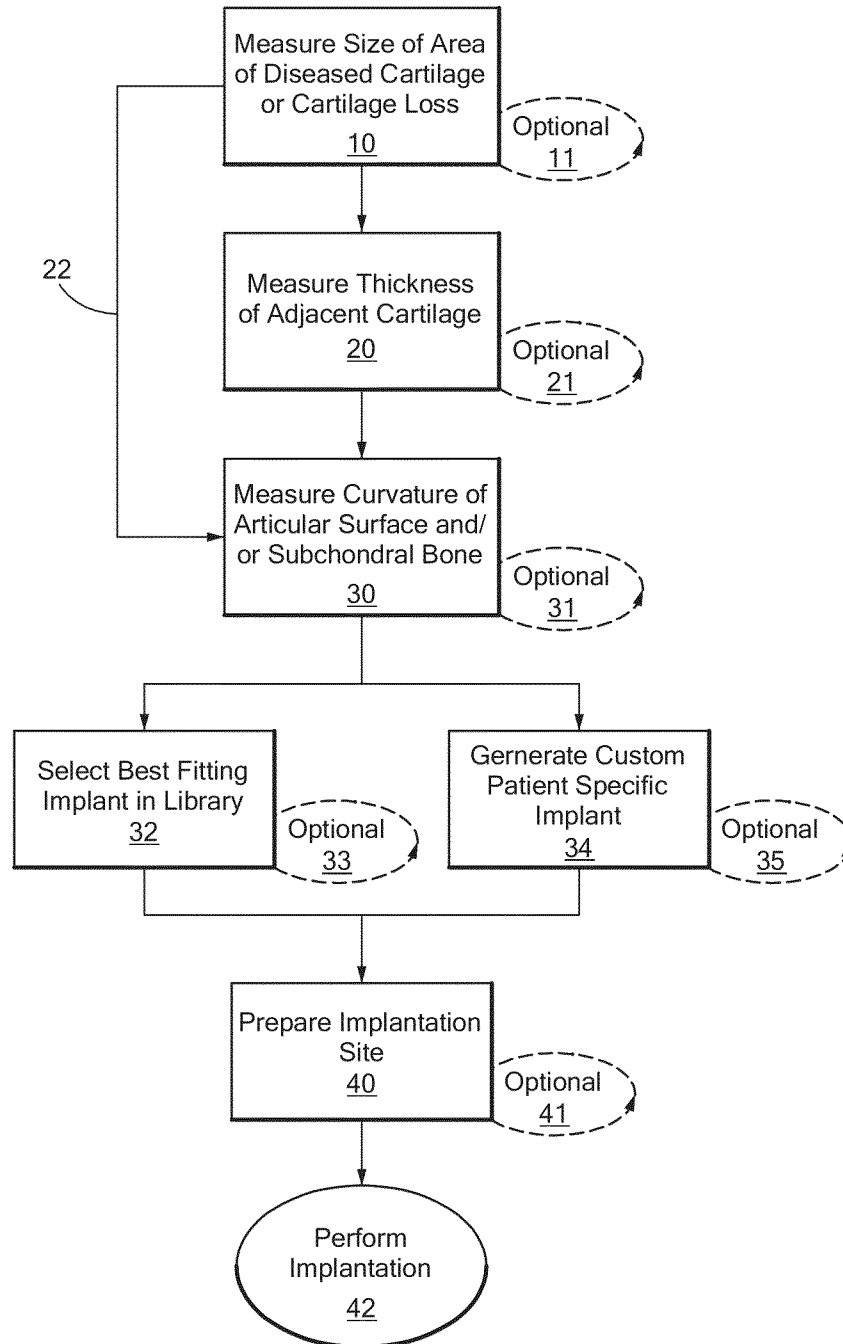 Measure Size of Area
of Diseased Cartilage
or Cartilage Loss
10
Optional
11
22
Measure Thickness
of Adjacent Cartilage
20
Optional
21
Measure Curvature of
Articular Surface and/
or Subchondral Bone
30
Optional
31
Select Best Fitting
Implant in Library
32
Optional
33
Gernerate Custom
Patient Specific
Implant
34
Optional
35
Prepare Implantation
Site
40
Optional
41
Perform
Implantation
42